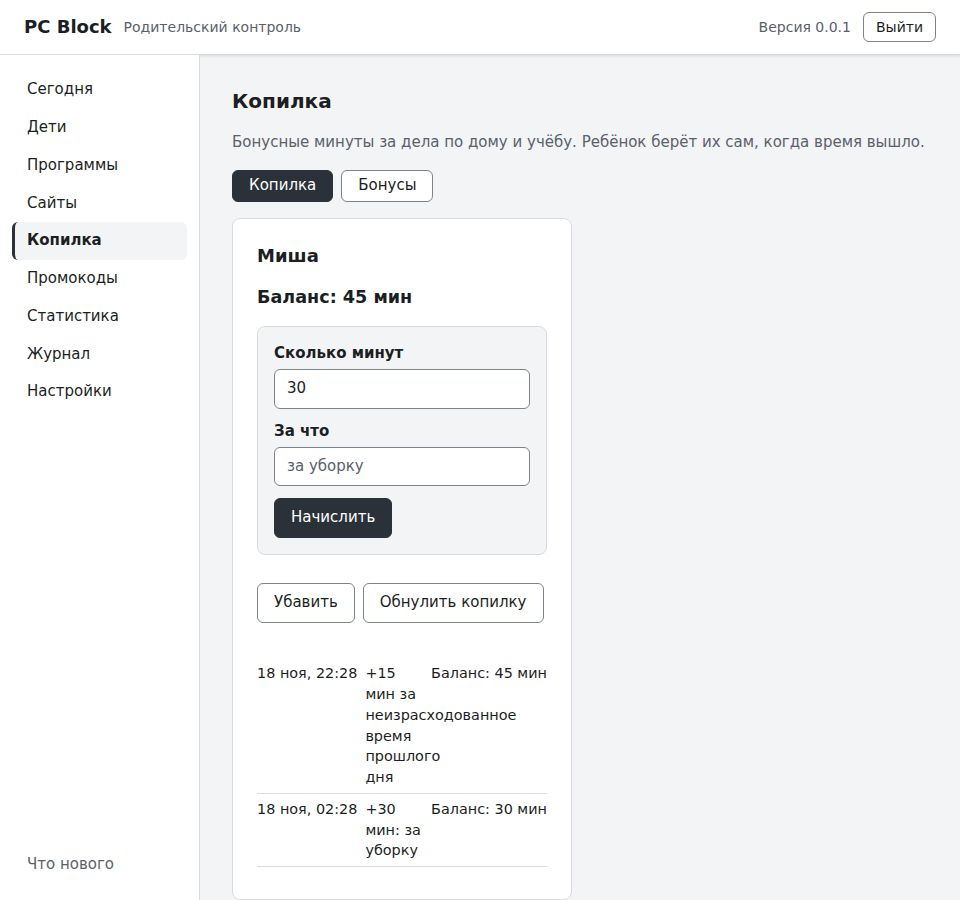 PC Block Родительский контроль
Версия 0.0.1 Выйти
Сегодня
Дети
Программы
Сайты
Копилка
Промокоды
Статистика
Журнал
Настройки
Что нового
Копилка
Бонусные минуты за дела по дому и учёбу. Ребёнок берёт их сам, когда время вышло.
Копилка Бонусы
Миша
Баланс: 45 мин
Сколько минут
30
За что
за уборку
Начислить
Убавить Обнулить копилку
18 ноя, 22:28 +15 Баланс: 45 мин
мин за
неизрасходованное
время
прошлого
дня
18 ноя, 02:28 +30 Баланс: 30 мин
мин: за
уборку